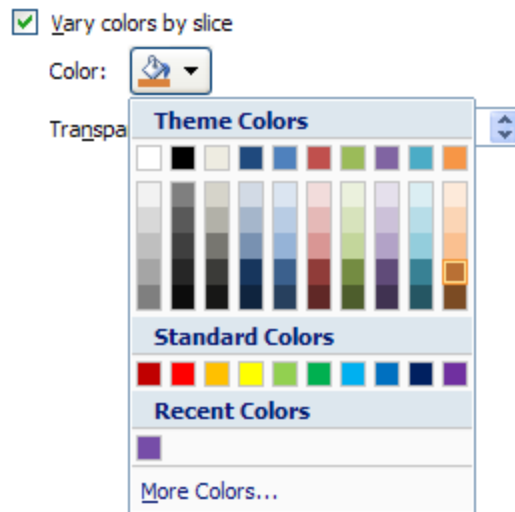 Vary colors by slice
Color:
Transpa
Theme Colors
Standard Colors
Recent Colors
More Colors...